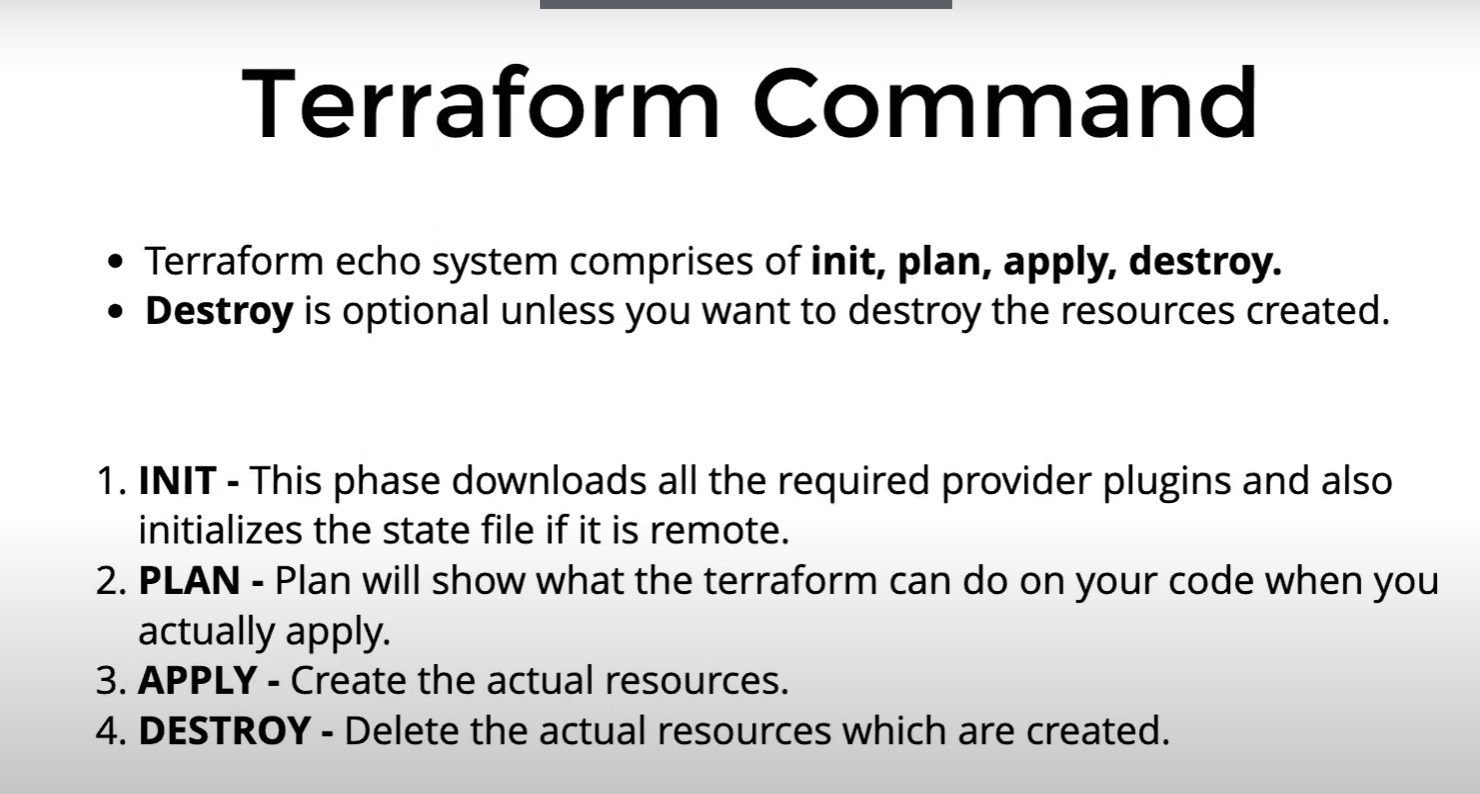 Terraform Command
• Terraform echo system comprises of init, plan, apply, destroy.
• Destroy is optional unless you want to destroy the resources created.
1. INIT - This phase downloads all the required provider plugins and also
initializes the state file if it is remote.
2. PLAN - Plan will show what the terraform can do on your code when you
actually apply.
3. APPLY - Create the actual resources.
4. DESTROY - Delete the actual resources which are created.